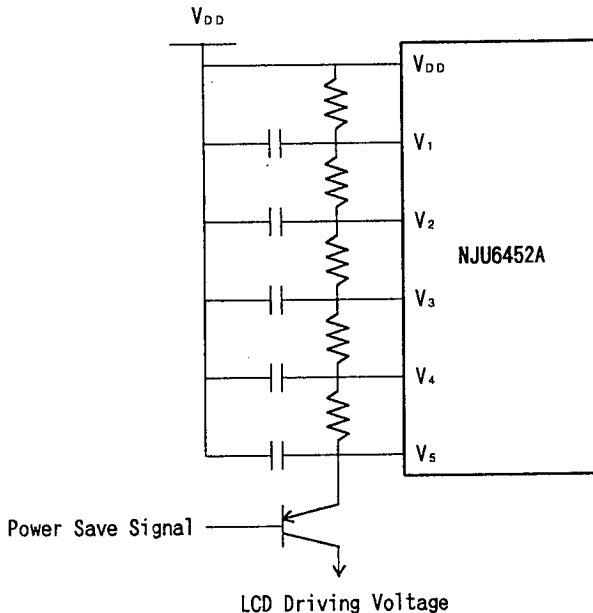 VDD
VDD
V1
V2
NJU6452A
V3
V4
V5
Power Save Signal
LCD Driving Voltage